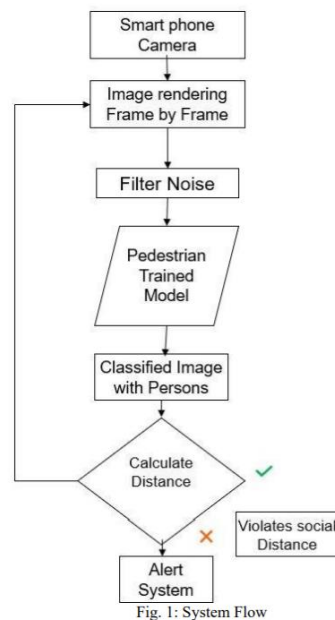 Smart phone
Camera
Image rendering
Frame by Frame
Filter Noise
Pedestrian
Trained
Model
Classified Image
with Persons
Calculate
Distance
Violates social
Distance
Alert
System
Fig. 1: System Flow